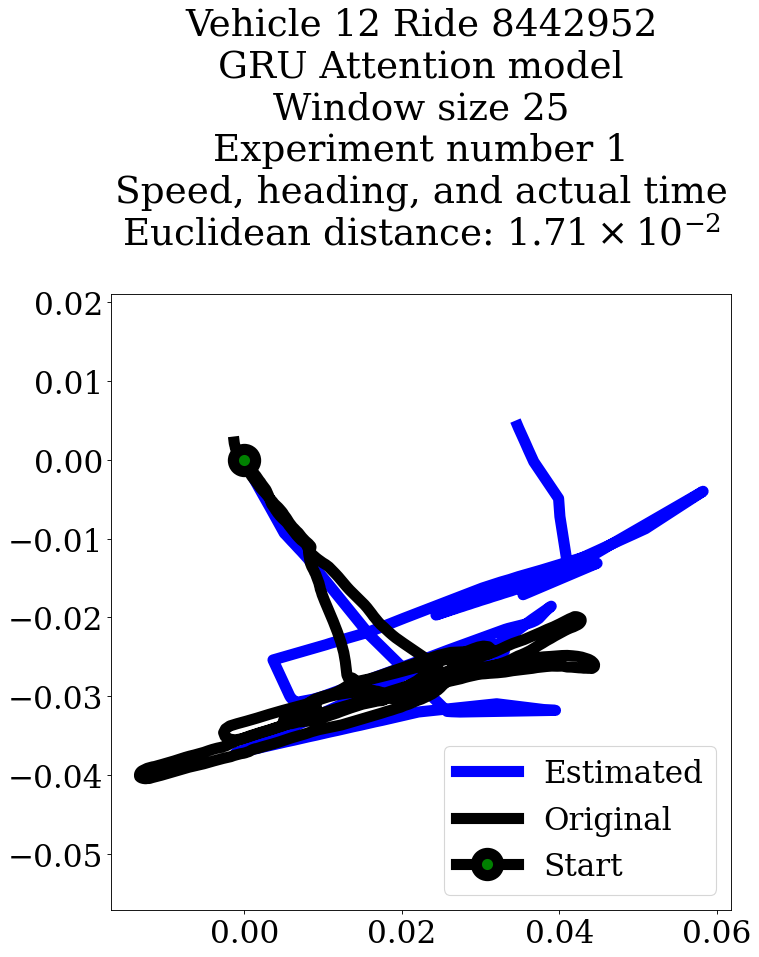 Vehicle 12 Ride 8442952
GRU Attention model
Window size 25
Experiment number 1
Speed, heading, and actual time
Euclidean distance: 1.71 × 10⁻²
0.02
0.01
0.00
−0.01
−0.02
−0.03
−0.04
−0.05
Estimated
Original
Start
0.00 0.02 0.04 0.06